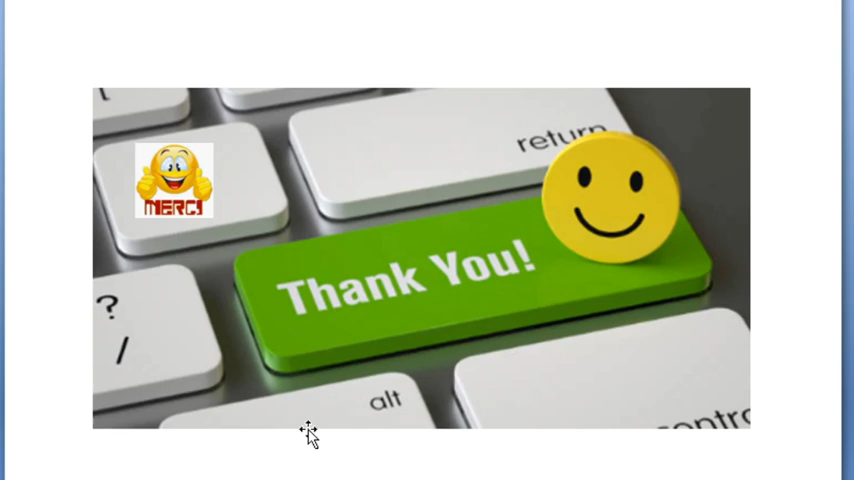 [
return
MERCI
Thank You!
?
/
alt
contro